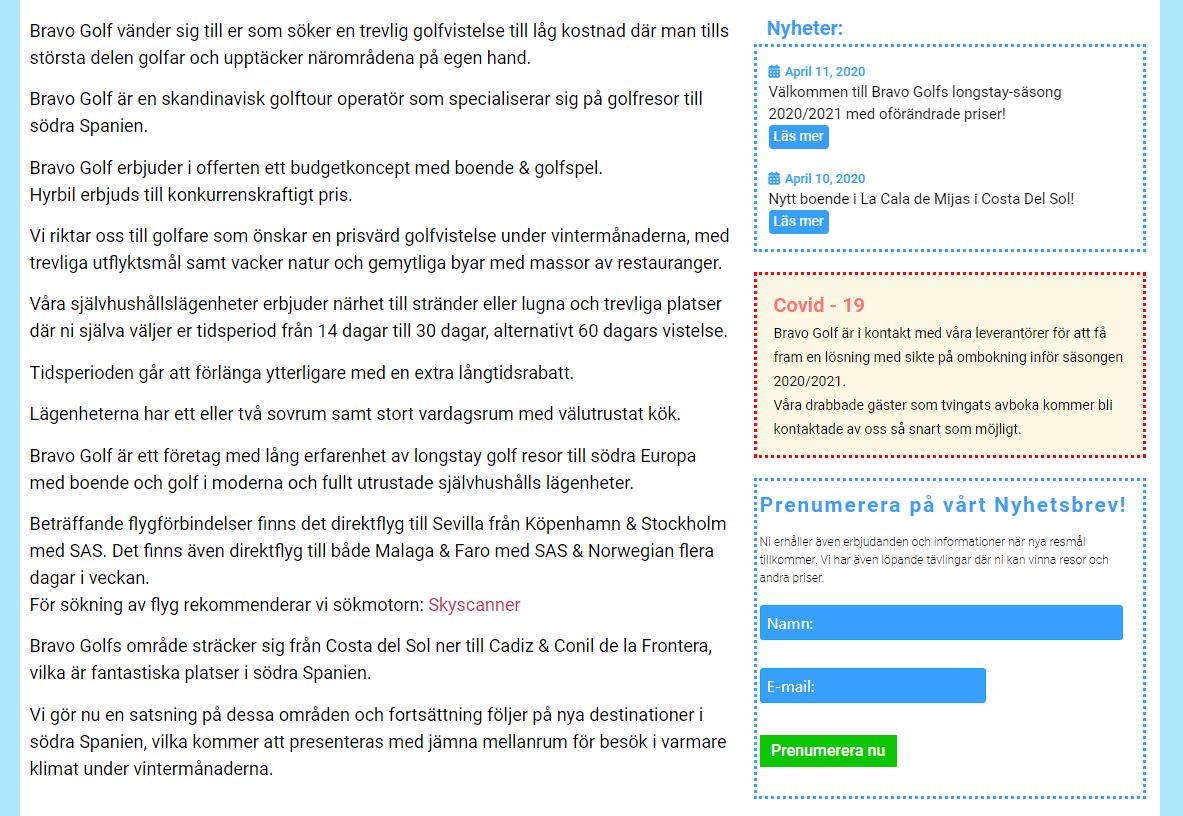 Bravo Golf vänder sig till er som söker en trevlig golfvistelse till låg kostnad där man tills
största delen golfar och upptäcker närområdena på egen hand.
Bravo Golf är en skandinavisk golftour operatör som specialiserar sig på golfresor till
södra Spanien.
Bravo Golf erbjuder i offerten ett budgetkoncept med boende & golfspel.
Hyrbil erbjuds till konkurrenskraftigt pris.
Vi riktar oss till golfare som önskar en prisvärd golfvistelse under vintermånaderna, med
trevliga utflyktsmål samt vacker natur och gemytliga byar med massor av restauranger.
Våra självhushållslägenheter erbjuder närhet till stränder eller lugna och trevliga platser
där ni själva väljer er tidsperiod från 14 dagar till 30 dagar, alternativt 60 dagars vistelse.
Tidsperioden går att förlänga ytterligare med en extra långtidsrabatt.
Lägenheterna har ett eller två sovrum samt stort vardagsrum med välutrustat kök.
Bravo Golf är ett företag med lång erfarenhet av longstay golf resor till södra Europa
med boende och golf i moderna och fullt utrustade självhushålls lägenheter.
Beträffande flygförbindelser finns det direktflyg till Sevilla från Köpenhamn & Stockholm
med SAS. Det finns även direktflyg till både Malaga & Faro med SAS & Norwegian flera
dagar i veckan.
För sökning av flyg rekommenderar vi sökmotorn: Skyscanner
Bravo Golfs område sträcker sig från Costa del Sol ner till Cadiz & Conil de la Frontera,
vilka är fantastiska platser i södra Spanien.
Vi gör nu en satsning på dessa områden och fortsättning följer på nya destinationer i
södra Spanien, vilka kommer att presenteras med jämna mellanrum för besök i varmare
klimat under vintermånaderna.
Nyheter:
April 11, 2020
Välkommen till Bravo Golfs longstay-säsong
2020/2021 med oförändrade priser!
Läs mer
April 10, 2020
Nytt boende i La Cala de Mijas i Costa Del Sol!
Läs mer
Covid - 19
Bravo Golf är i kontakt med våra leverantörer för att få
fram en lösning med sikte på ombokning inför säsongen
2020/2021.
Våra drabbade gäster som tvingats avboka kommer bli
kontaktade av oss så snart som möjligt.
Prenumerera på vårt Nyhetsbrev!
Ni erhåller även erbjudanden och informationer när nya resmål
tillkommer. Vi har även löpande tävlingar där ni kan vinna resor och
andra priser.
Namn:
E-mail:
Prenumerera nu